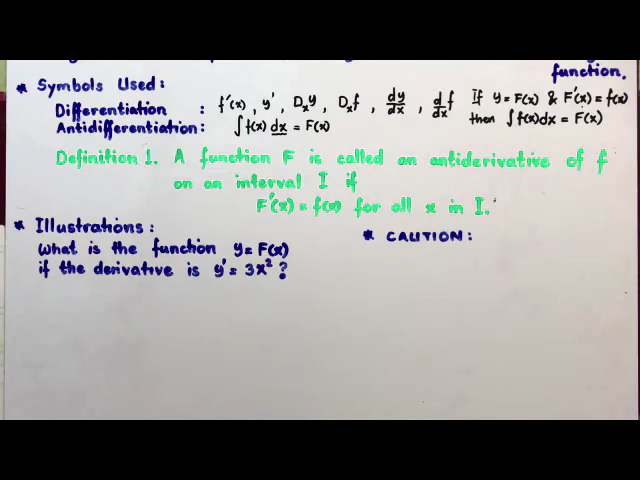 function.
* Symbols Used:
Differentiation : f'(x), y', Dₓy, Dₓf, dy/dx, d/dx f If y = F(x) & F'(x) = f(x)
Antidifferentiation: ∫f(x) dx = F(x) then ∫f(x)dx = F(x)
Definition 1. A function F is called an antiderivative of f
on an interval I if
F'(x) = f(x) for all x in I.
* Illustrations:
What is the function y = F(x)
if the derivative is y' = 3x² ?
* CAUTION: